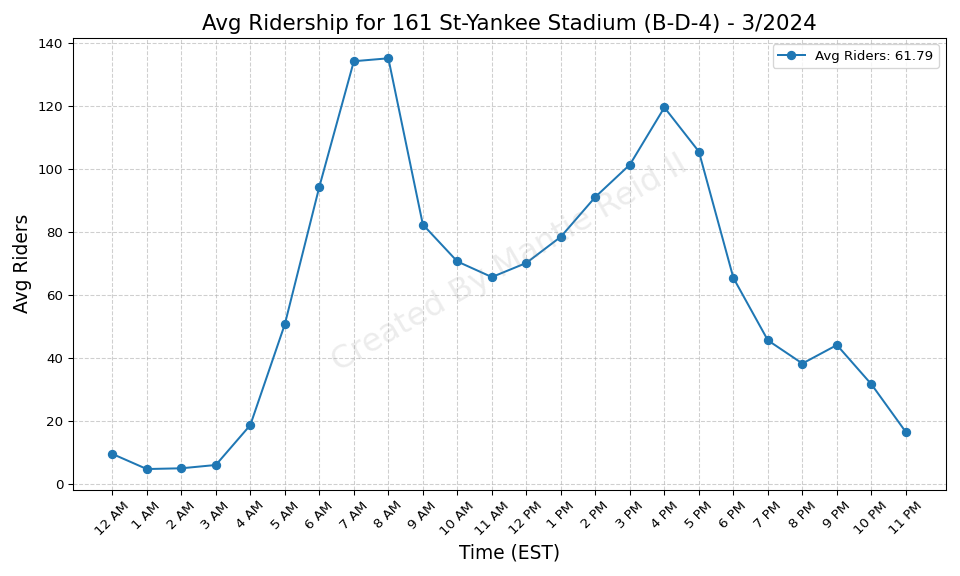 Avg Ridership for 161 St-Yankee Stadium (B-D-4) - 3/2024
Avg Riders: 61.79
140
120
100
80
60
40
20
0
Avg Riders
Created By Mantle Reid II
12 AM
1 AM
2 AM
3 AM
4 AM
5 AM
6 AM
7 AM
8 AM
9 AM
10 AM
11 AM
12 PM
1 PM
2 PM
3 PM
4 PM
5 PM
6 PM
7 PM
8 PM
9 PM
10 PM
11 PM
Time (EST)